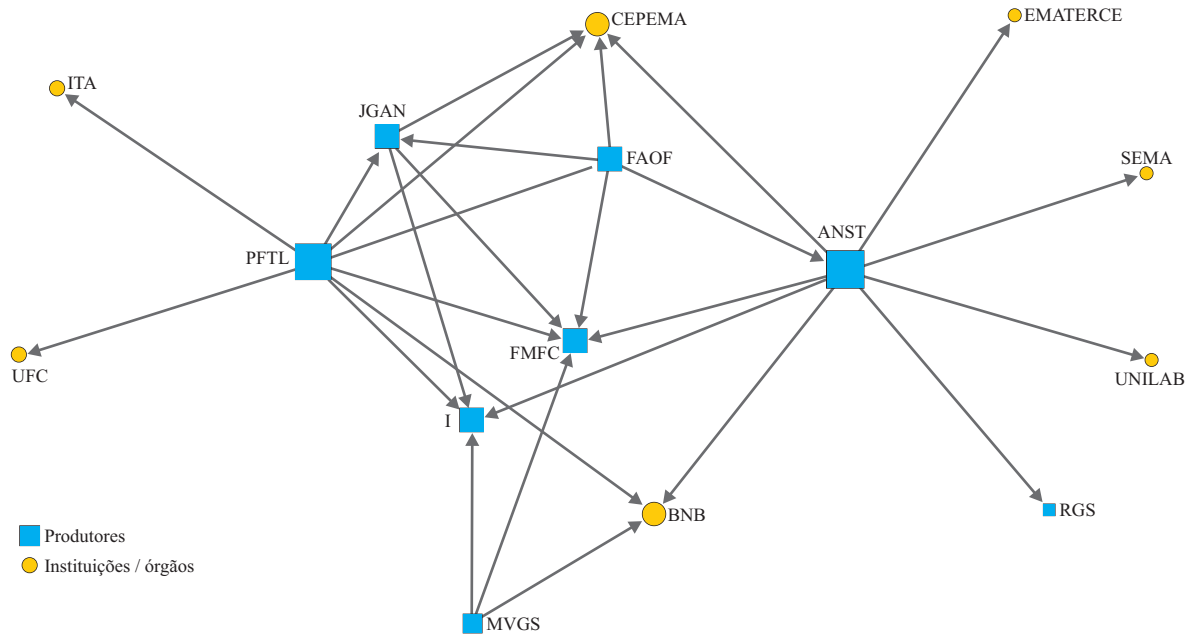 CEPEMA
EMATERCE
ITA
JGAN
FAOF
SEMA
ANST
PFTL
FMFC
UFC
UNILAB
I
BNB
RGS
Produtores
Instituições / órgãos
MVGS